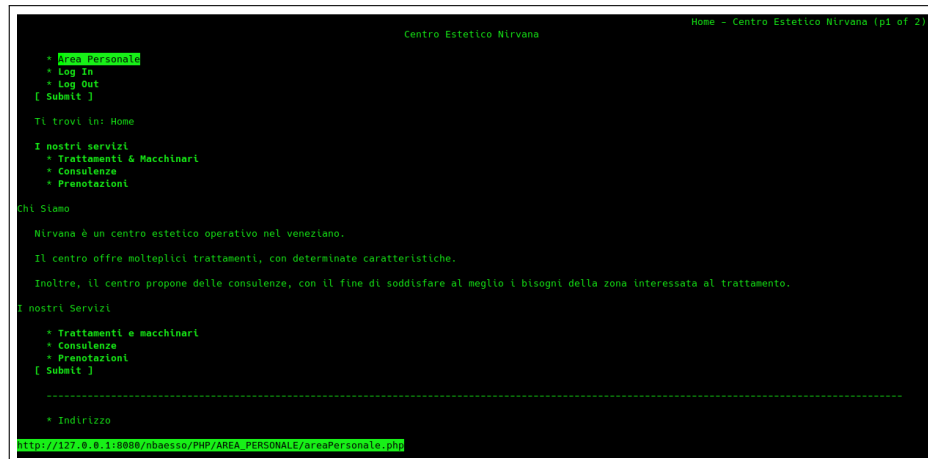 Home - Centro Estetico Nirvana (p1 of 2)
Centro Estetico Nirvana
* Area Personale
* Log In
* Log Out
[ Submit ]
Ti trovi in: Home
I nostri servizi
* Trattamenti & Macchinari
* Consulenze
* Prenotazioni
Chi Siamo
Nirvana è un centro estetico operativo nel veneziano.
Il centro offre molteplici trattamenti, con determinate caratteristiche.
Inoltre, il centro propone delle consulenze, con il fine di soddisfare al meglio i bisogni della zona interessata al trattamento.
I nostri Servizi
* Trattamenti e macchinari
* Consulenze
* Prenotazioni
[ Submit ]
* Indirizzo
http://127.0.0.1:8080/nbaesso/PHP/AREA_PERSONALE/areaPersonale.php